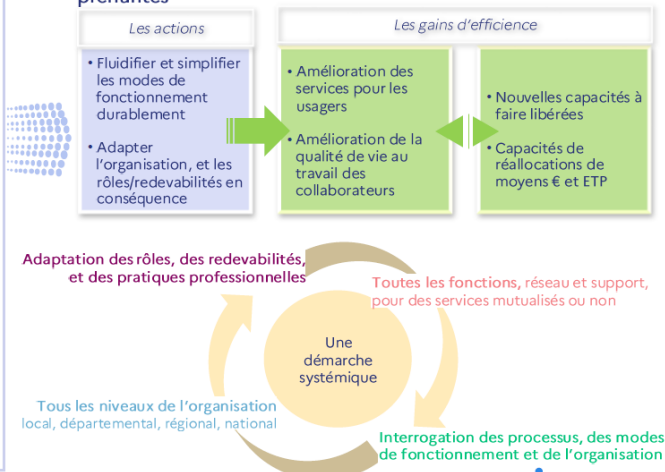 prenantes
Les actions
• Fluidifier et simplifier
les modes de
fonctionnement
durablement
• Adapter
l'organisation, et les
rôles/redevabilités en
conséquence
Les gains d'efficience
• Amélioration des
services pour les
usagers
• Amélioration de la
qualité de vie au
travail des
collaborateurs
• Nouvelles capacités à
faire libérées
• Capacités de
réallocations de
moyens € et ETP
Adaptation des rôles, des redevabilités,
et des pratiques professionnelles
Toutes les fonctions, réseau et support,
pour des services mutualisés ou non
Une
démarche
systémique
Tous les niveaux de l'organisation
local, départemental, régional, national
Interrogation des processus, des modes
de fonctionnement et de l'organisation